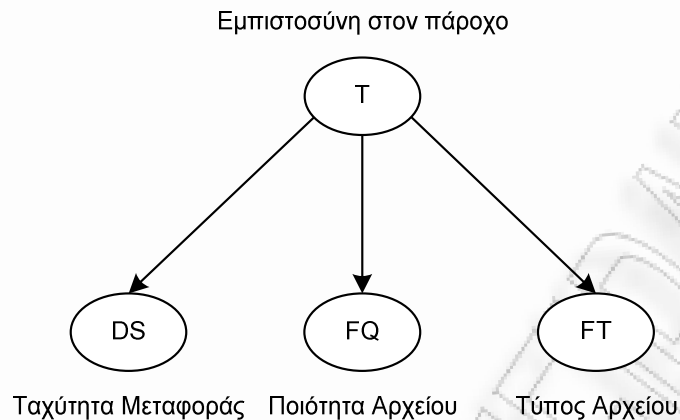 Εμπιστοσύνη στον πάροχο
T
DS
FQ
FT
Ταχύτητα Μεταφοράς
Ποιότητα Αρχείου
Τύπος Αρχείου